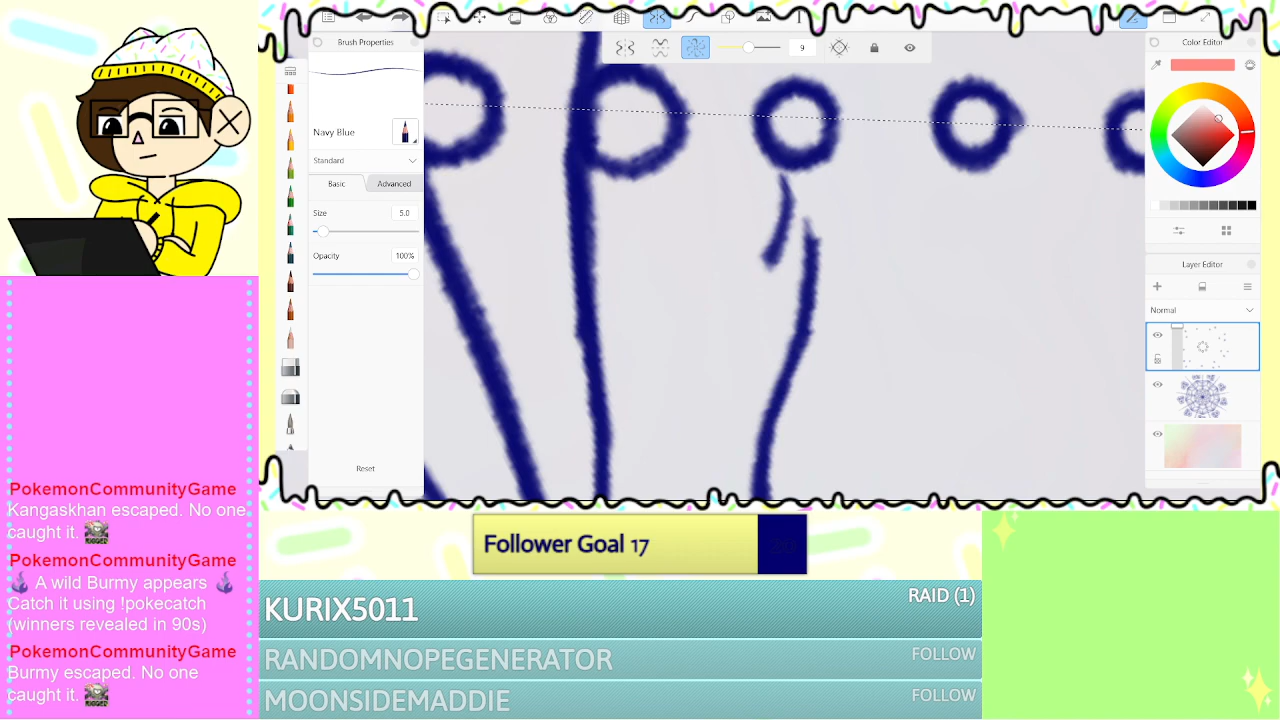 Brush Properties
Navy Blue
Standard
Basic
Advanced
Size
5.0
Opacity
100%
Reset
9
Color Editor
Layer Editor
Normal
PokemonCommunityGame
Kangaskhan escaped. No one
caught it.
PokemonCommunityGame
A wild Burmy appears
Catch it using !pokecatch
(winners revealed in 90s)
PokemonCommunityGame
Burmy escaped. No one
caught it.
Follower Goal 17
20
KURIX5011
RAID (1)
RANDOMNOPEGENERATOR
FOLLOW
MOONSIDEMADDIE
FOLLOW